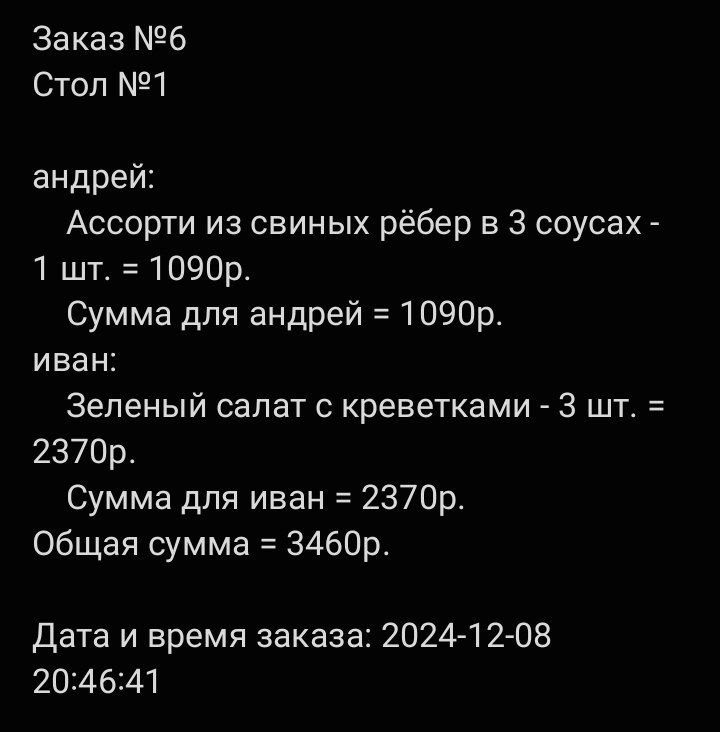 Заказ №6
Стол №1
андрей:
Ассорти из свиных рёбер в 3 соусах -
1 шт. = 1090р.
Сумма для андрей = 1090р.
иван:
Зеленый салат с креветками - 3 шт. =
2370р.
Сумма для иван = 2370р.
Общая сумма = 3460р.
Дата и время заказа: 2024-12-08
20:46:41